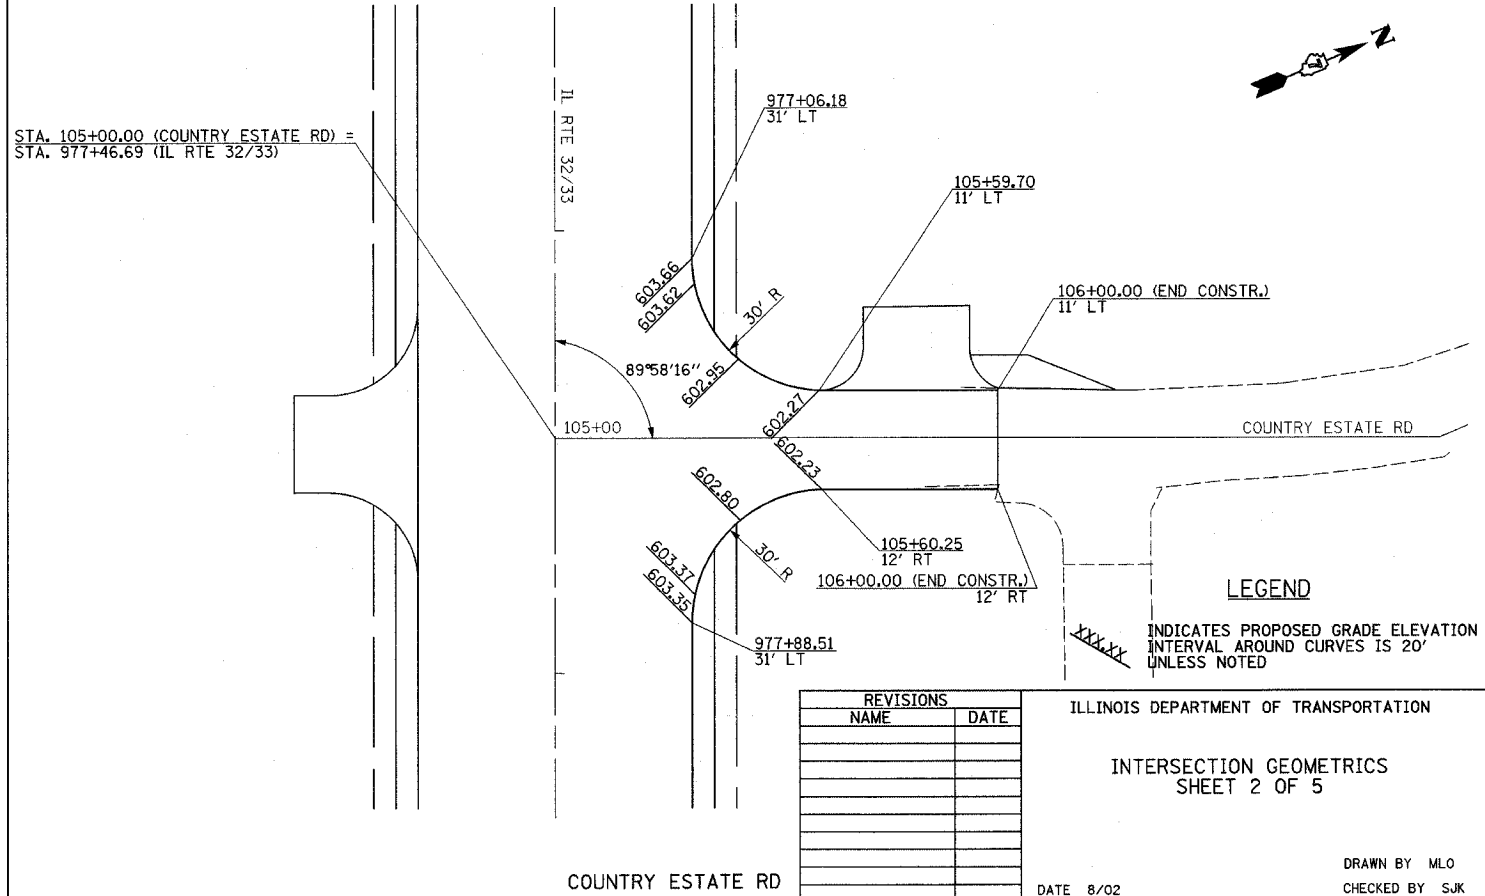 N
977+06.18
31' LT
IL RTE 32/33
STA. 105+00.00 (COUNTRY ESTATE RD) =
STA. 977+46.69 (IL RTE 32/33)
105+59.70
11' LT
603.66
603.62
30' R
106+00.00 (END CONSTR.)
11' LT
89°58'16"
602.95
602.27
105+00
COUNTRY ESTATE RD
602.23
602.80
105+60.25
12' RT
603.37
603.35
30' R
106+00.00 (END CONSTR.)
12' RT
977+88.51
31' LT
LEGEND
XXX.XX
INDICATES PROPOSED GRADE ELEVATION
INTERVAL AROUND CURVES IS 20'
UNLESS NOTED
REVISIONS
NAME DATE
ILLINOIS DEPARTMENT OF TRANSPORTATION
INTERSECTION GEOMETRICS
SHEET 2 OF 5
COUNTRY ESTATE RD
DATE 8/02
DRAWN BY MLO
CHECKED BY SJK